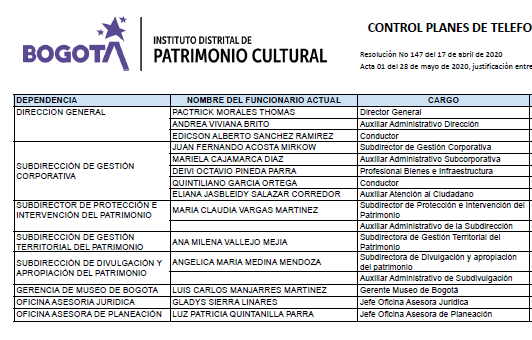 BOGOTÁ
INSTITUTO DISTRITAL DE
PATRIMONIO CULTURAL
CONTROL PLANES DE TELEFO
Resolución No 147 del 17 de abril de 2020
Acta 01 del 28 de mayo de 2020, justificación entre
DEPENDENCIA NOMBRE DEL FUNCIONARIO ACTUAL CARGO
DIRECCION GENERAL PACTRICK MORALES THOMAS Director General
ANDREA VIVIANA BRITO Auxiliar Administrativo Dirección
EDICSON ALBERTO SANCHEZ RAMIREZ Conductor
SUBDIRECCIÓN DE GESTIÓN
CORPORATIVA
JUAN FERNANDO ACOSTA MIRKOW Subdirector de Gestión Corporativa
MARIELA CAJAMARCA DIAZ Auxiliar Administrativo Subcorporativa
DEIVI OCTAVIO PINEDA PARRA Profesional Bienes e Infraestructura
QUINTILIANO GARCIA ORTEGA Conductor
ELIANA JASBLEIDY SALAZAR CORREDOR Auxiliar Atención al Ciudadano
SUBDIRECTOR DE PROTECCIÓN E
INTERVENCIÓN DEL PATRIMONIO
MARIA CLAUDIA VARGAS MARTINEZ
Subdirector de Protección e Intervención del
Patrimonio
Auxiliar Administrativo de la Subdirección
SUBDIRECCIÓN DE GESTIÓN
TERRITORIAL DEL PATRIMONIO
ANA MILENA VALLEJO MEJIA
Subdirectora de Gestión Territorial del
Patrimonio
SUBDIRECCIÓN DE DIVULGACIÓN Y
APROPIACIÓN DEL PATRIMONIO
ANGELICA MARIA MEDINA MENDOZA
Subdirectora de Divulgación y apropiación
del patrimonio
Auxiliar Administrativo de Subdivulgación
GERENCIA DE MUSEO DE BOGOTA LUIS CARLOS MANJARRES MARTINEZ Gerente Museo de Bogotá
OFICINA ASESORIA JURIDICA GLADYS SIERRA LINARES Jefe Oficina Asesora Jurídica
OFICINA ASESORA DE PLANEACIÓN LUZ PATRICIA QUINTANILLA PARRA Jefe Oficina Asesora de Planeación